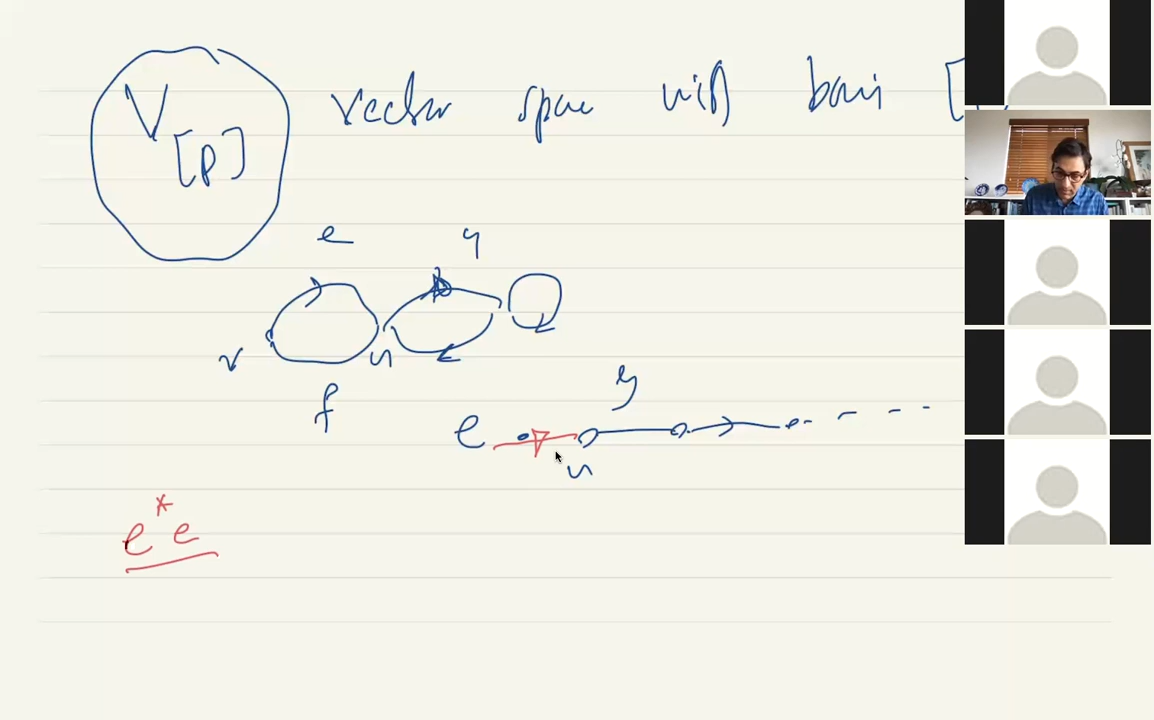 V[p] vector space with basis [
e g
v u
f
y
e
u
e*e